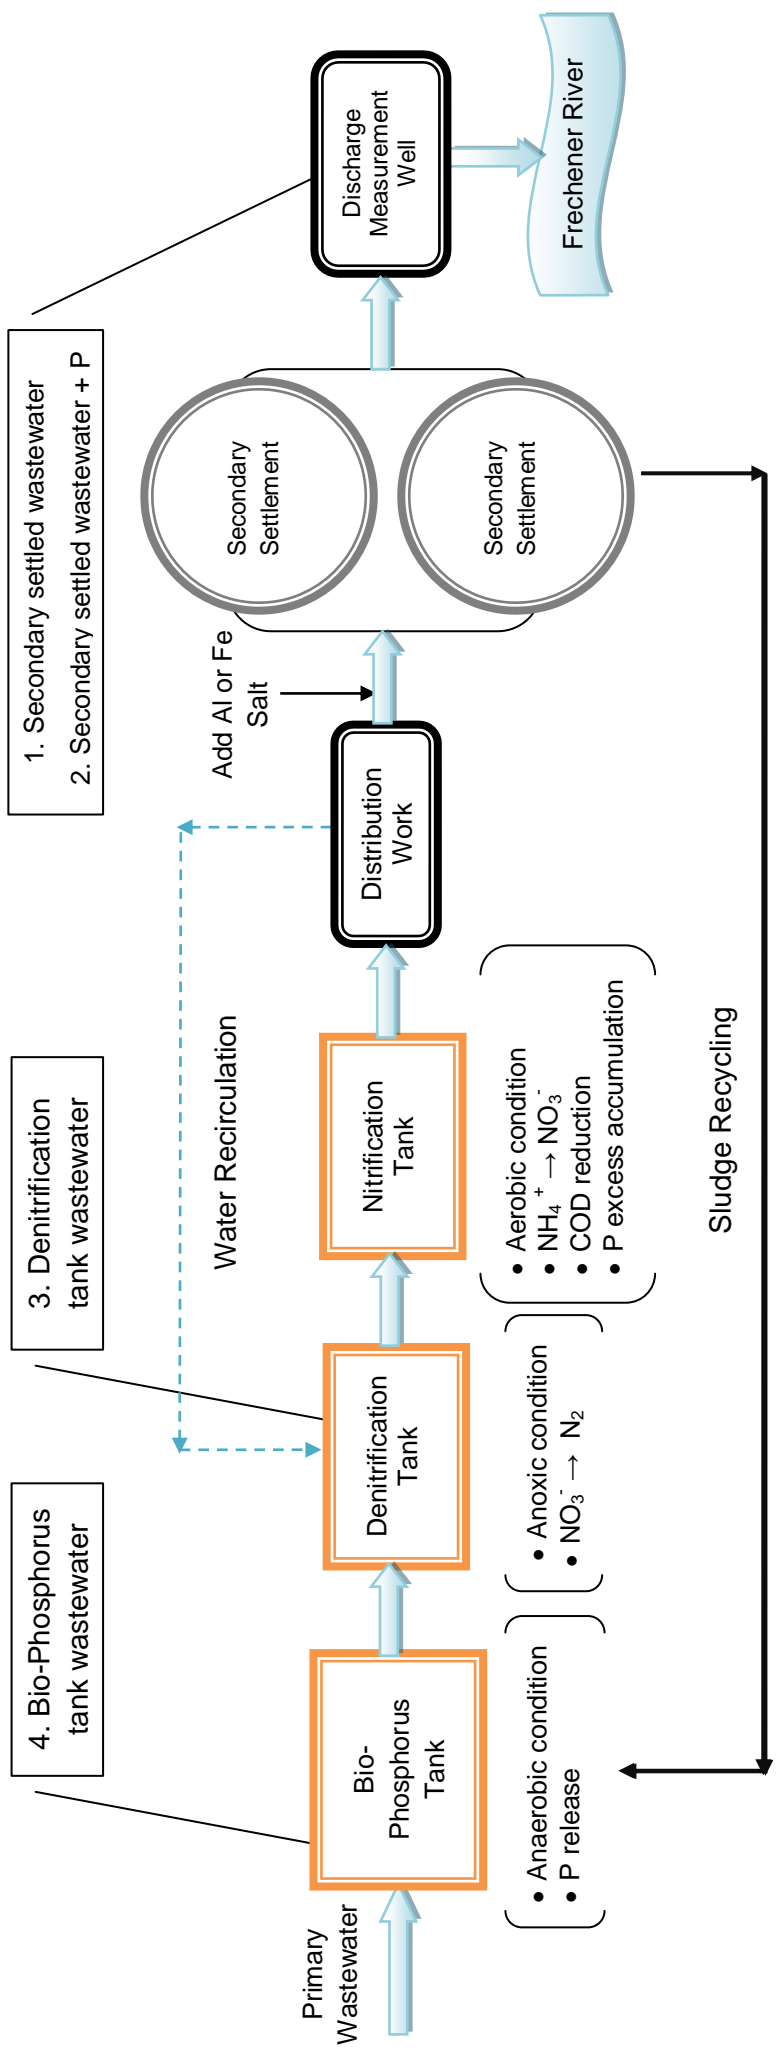 4. Bio-Phosphorus
tank wastewater
3. Denitrification
tank wastewater
1. Secondary settled wastewater
2. Secondary settled wastewater + P
Water Recirculation
Add Al or Fe
Salt
Primary
Wastewater
Bio-
Phosphorus
Tank
Denitrification
Tank
Nitrification
Tank
Distribution
Work
Secondary
Settlement
Secondary
Settlement
Discharge
Measurement
Well
Frechener River
• Anaerobic condition
• P release
• Anoxic condition
• NO₃⁻ → N₂
• Aerobic condition
• NH₄⁺ → NO₃⁻
• COD reduction
• P excess accumulation
Sludge Recycling